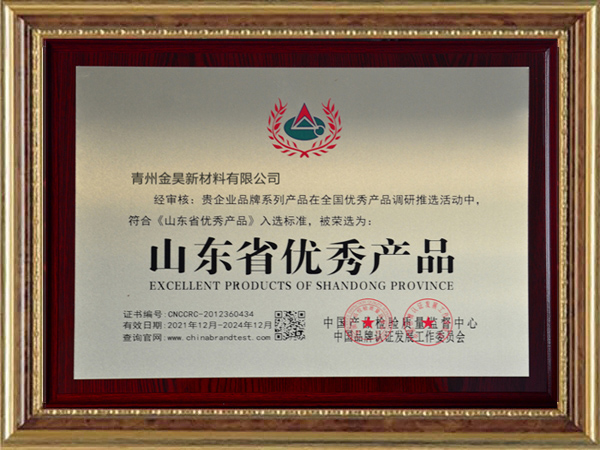 青州金昊新材料有限公司
经审核：贵企业品牌系列产品在全国优秀产品调研推选活动中，
符合《山东省优秀产品》入选标准，被荣选为：
山东省优秀产品
EXCELLENT PRODUCTS OF SHANDONG PROVINCE
证书编号：CNCCRC-2012360434
有效日期：2021年12月-2024年12月
查询官网：www.chinabrandtest.com
中国产品检验质量监督中心
中国品牌认证发展工作委员会